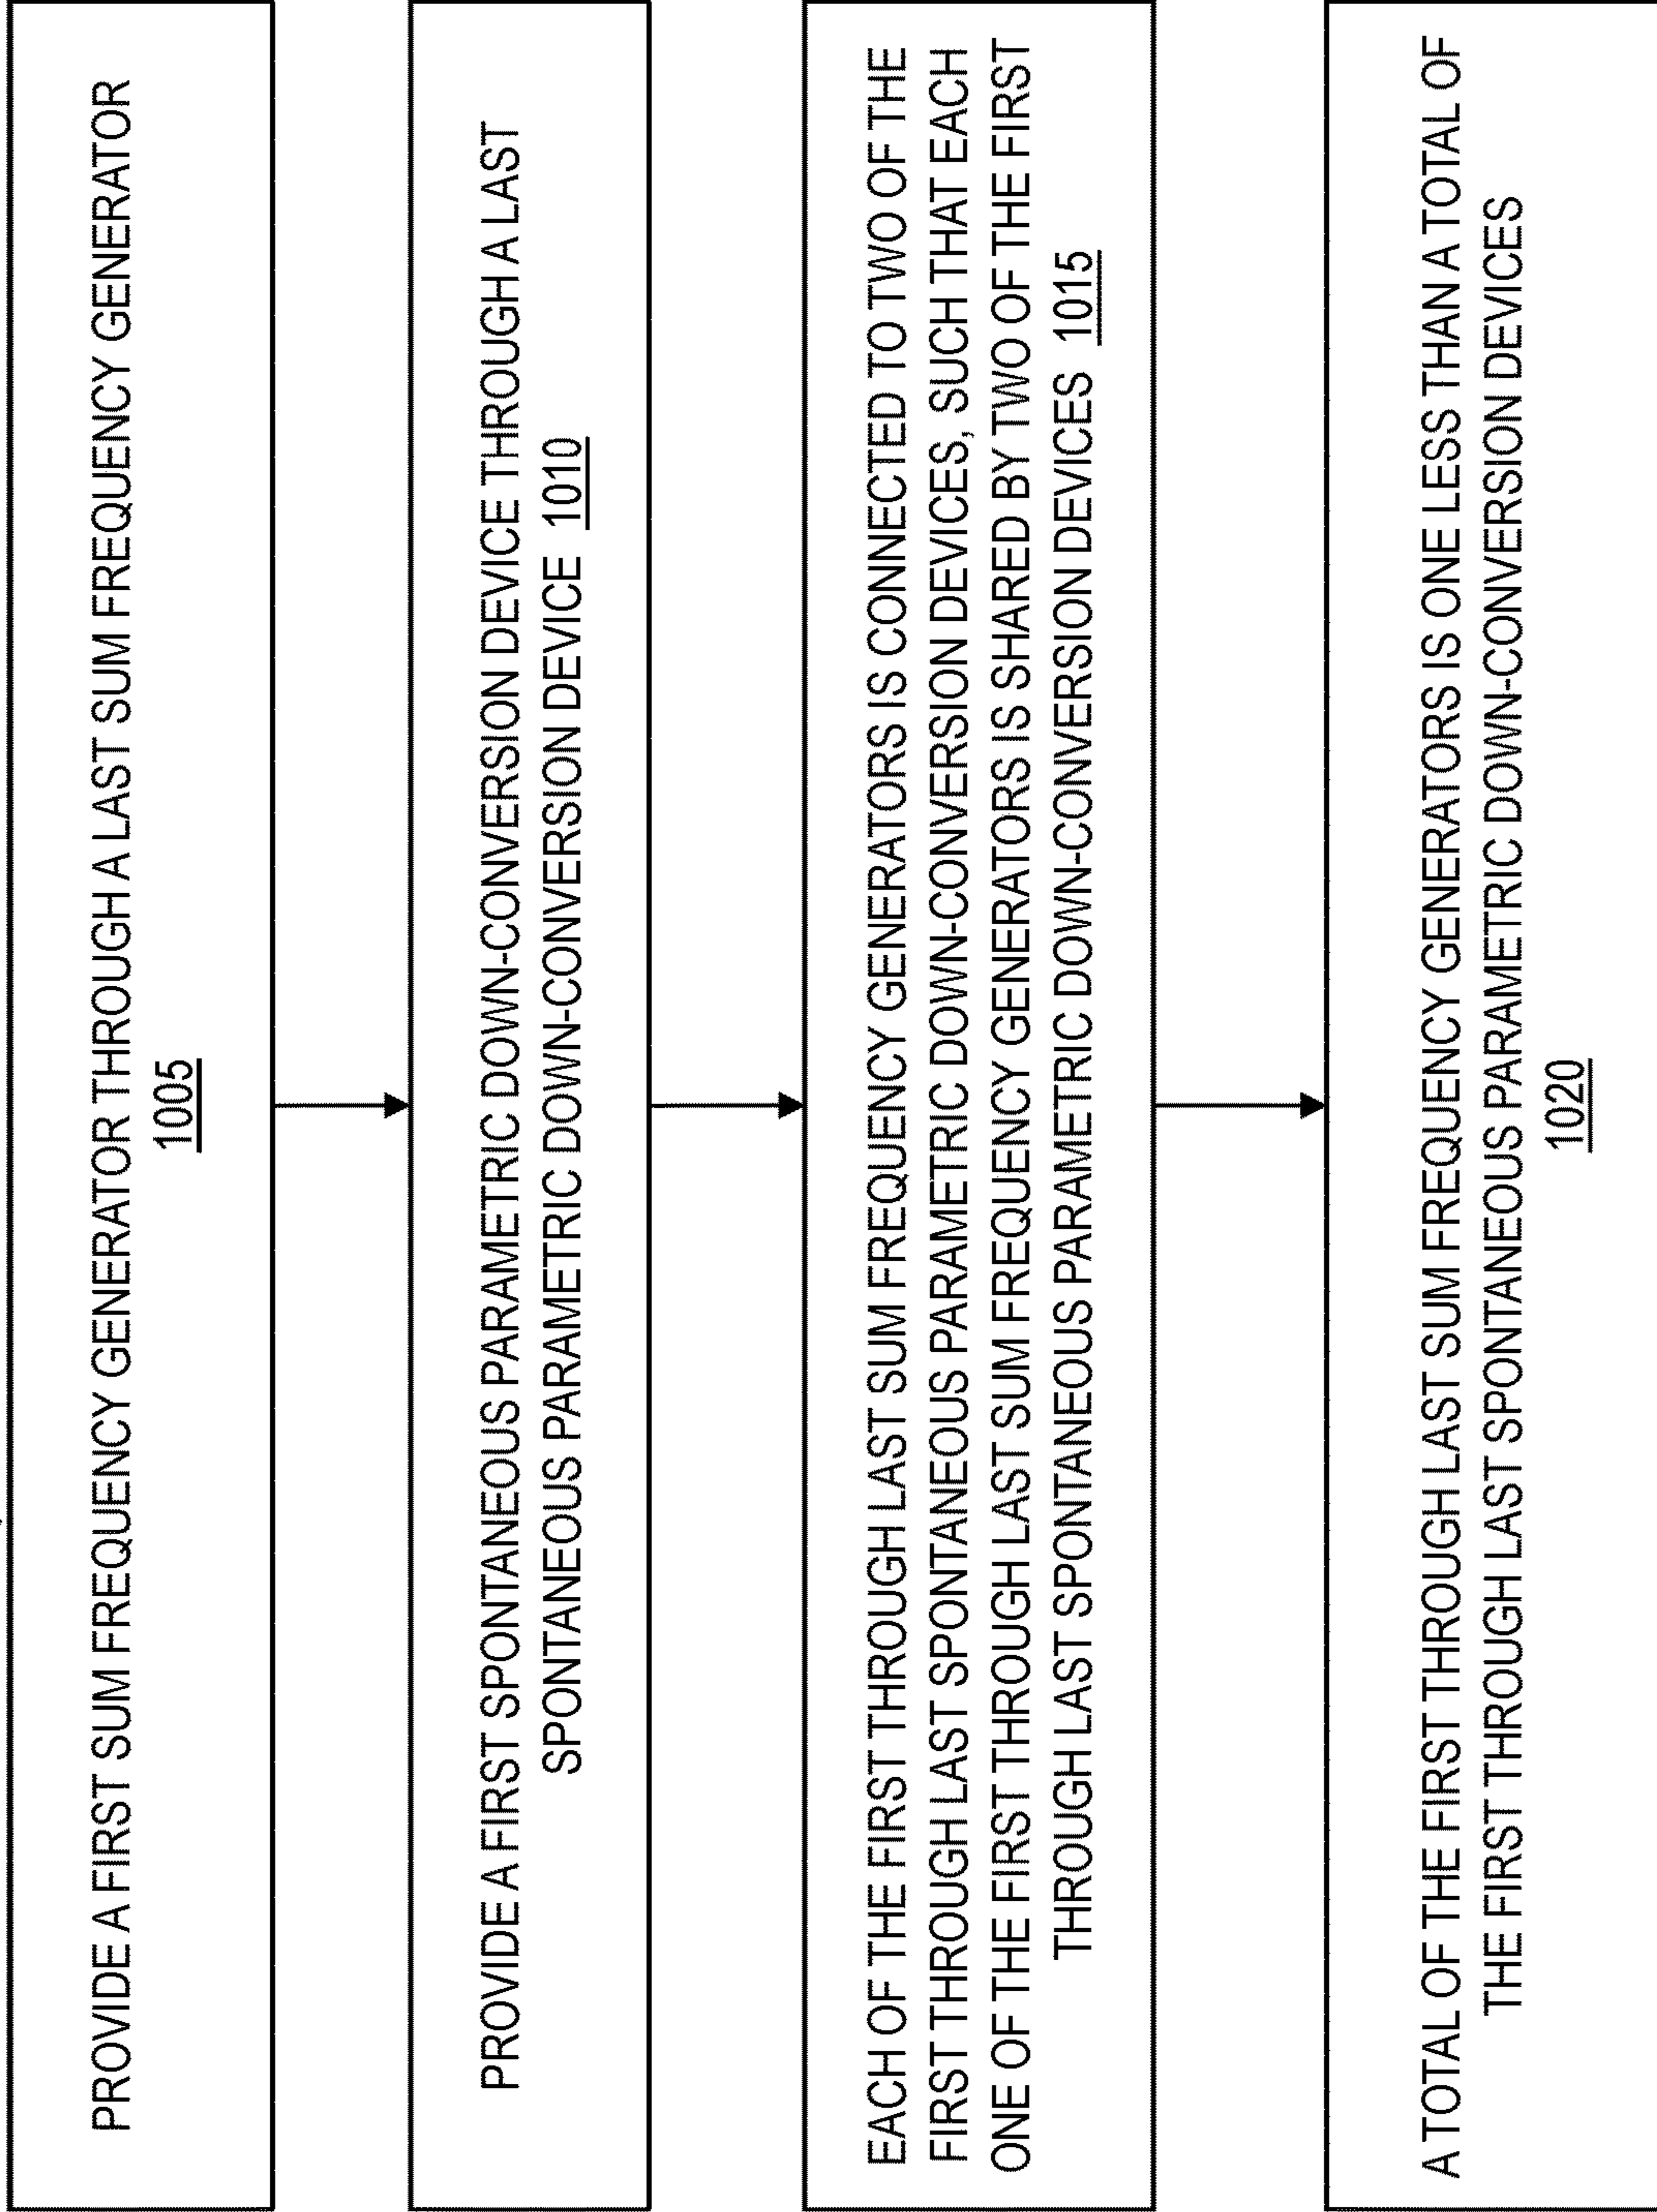 PROVIDE A FIRST SUM FREQUENCY GENERATOR THROUGH A LAST SUM FREQUENCY GENERATOR
1005
PROVIDE A FIRST SPONTANEOUS PARAMETRIC DOWN-CONVERSION DEVICE THROUGH A LAST
SPONTANEOUS PARAMETRIC DOWN-CONVERSION DEVICE 1010
EACH OF THE FIRST THROUGH LAST SUM FREQUENCY GENERATORS IS CONNECTED TO TWO OF THE
FIRST THROUGH LAST SPONTANEOUS PARAMETRIC DOWN-CONVERSION DEVICES, SUCH THAT EACH
ONE OF THE FIRST THROUGH LAST SUM FREQUENCY GENERATORS IS SHARED BY TWO OF THE FIRST
THROUGH LAST SPONTANEOUS PARAMETRIC DOWN-CONVERSION DEVICES 1015
A TOTAL OF THE FIRST THROUGH LAST SUM FREQUENCY GENERATORS IS ONE LESS THAN A TOTAL OF
THE FIRST THROUGH LAST SPONTANEOUS PARAMETRIC DOWN-CONVERSION DEVICES
1020